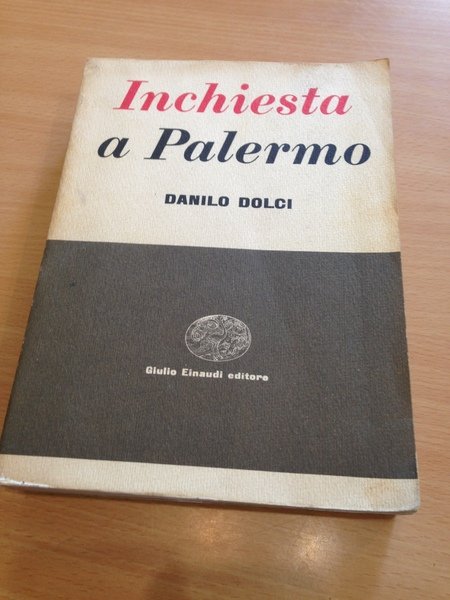 Inchiesta
a Palermo
DANILO DOLCI
Giulio Einaudi editore